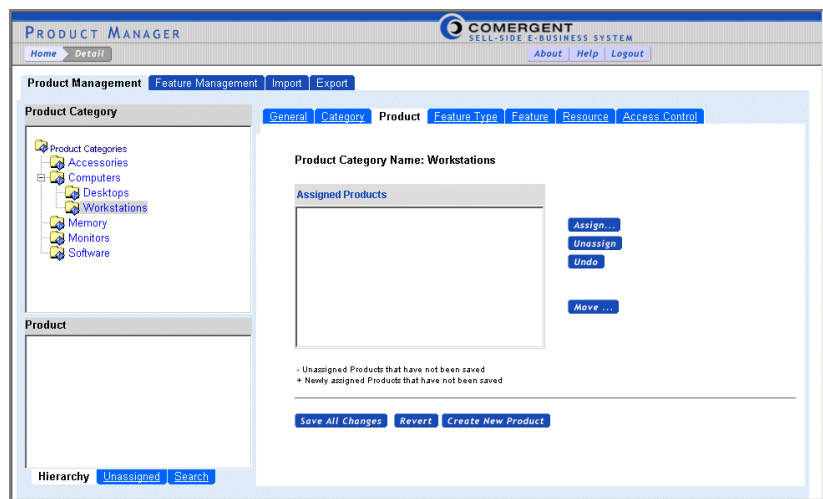 PRODUCT MANAGER
COMERGENT
SELL-SIDE E-BUSINESS SYSTEM
Home Detail
About Help Logout
Product Management Feature Management Import Export
Product Category
General Category Product Feature Type Feature Resource Access Control
Product Categories
Accessories
Computers
Desktops
Workstations
Memory
Monitors
Software
Product Category Name: Workstations
Assigned Products
Assign...
Unassign
Undo
Move ...
- Unassigned Products that have not been saved
+ Newly assigned Products that have not been saved
Save All Changes Revert Create New Product
Product
Hierarchy Unassigned Search